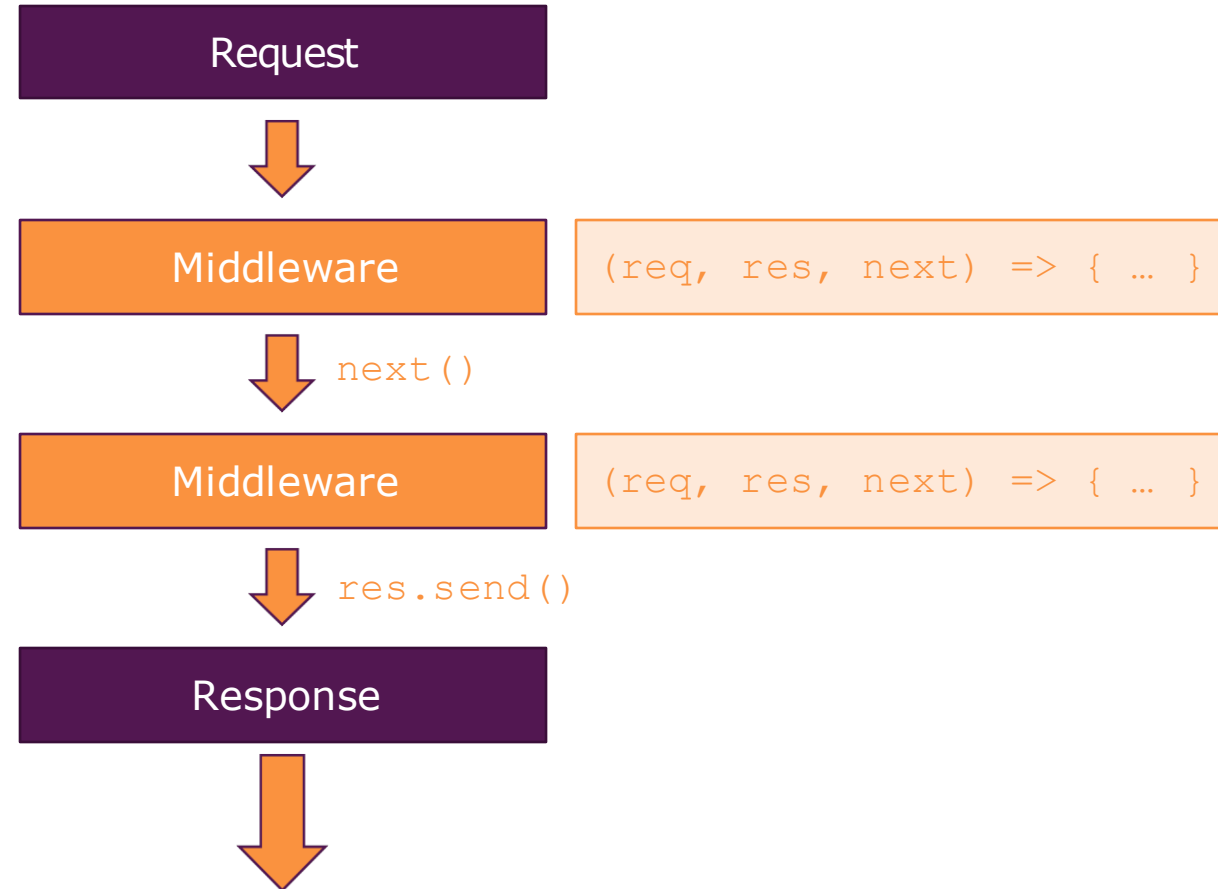 Request
Middleware
(req, res, next) => { … }
next()
Middleware
(req, res, next) => { … }
res.send()
Response